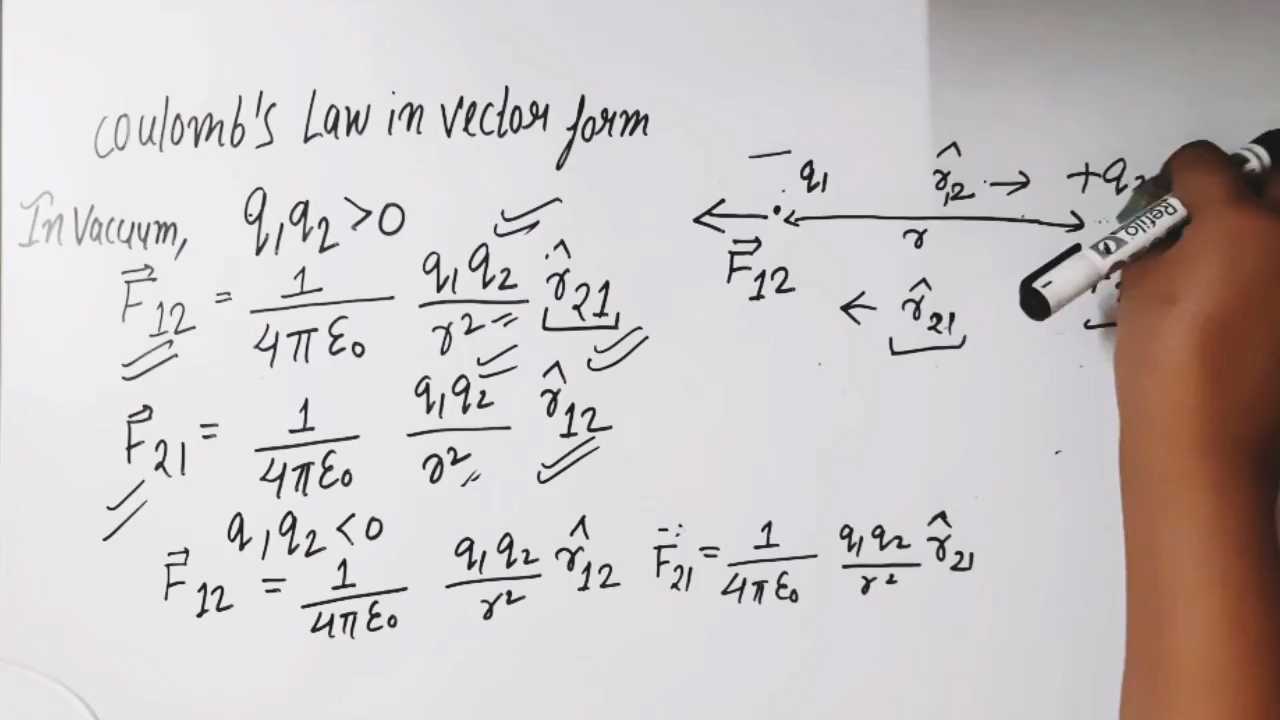 Coulomb's Law in vector form
In Vacuum, q₁q₂ > 0
F⃗₁₂ = 1/4πε₀ q₁q₂/r² r̂₂₁
F⃗₂₁ = 1/4πε₀ q₁q₂/r² r̂₁₂
q₁q₂ < 0
F⃗₁₂ = 1/4πε₀ q₁q₂/r² r̂₁₂ F⃗₂₁ = 1/4πε₀ q₁q₂/r² r̂₂₁
− q₁ r̂₁₂ → +q₂
r
F⃗₁₂
← r̂₂₁
Refilo